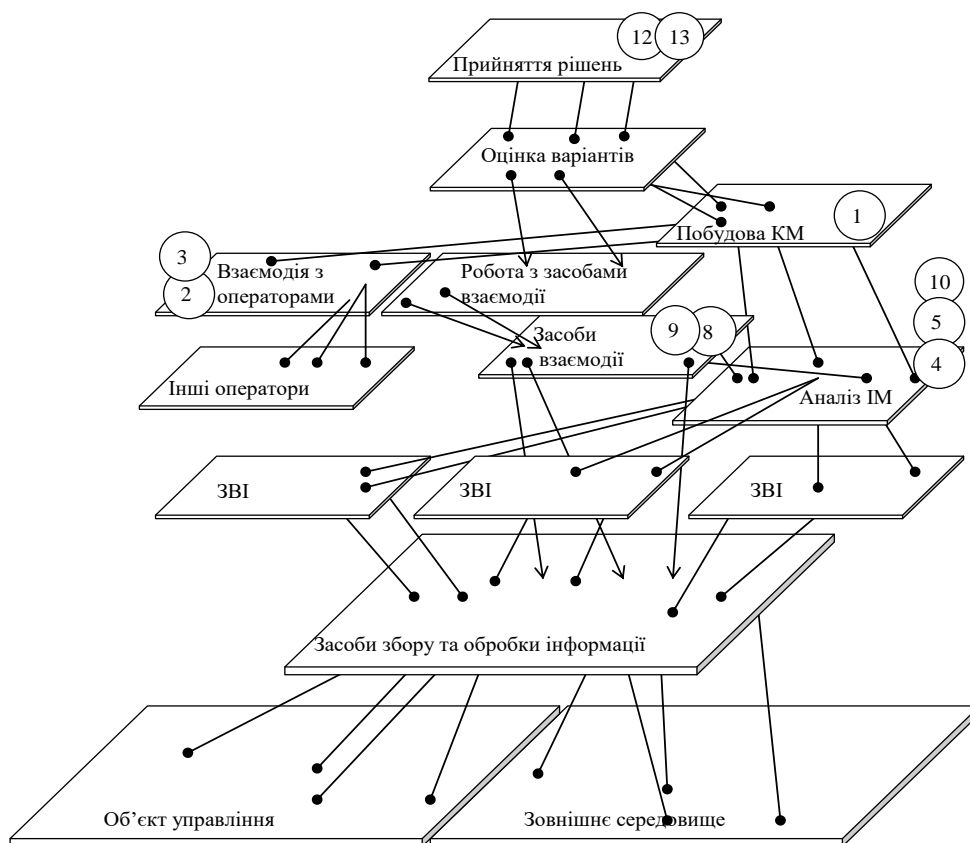 12
13
Прийняття рішень
Оцінка варіантів
1
Побудова КМ
3
Взаємодія з
операторами
2
Робота з засобами
взаємодії
10
5
9
8
Засоби
взаємодії
4
Інші оператори
Аналіз ІМ
ЗВІ
ЗВІ
ЗВІ
Засоби збору та обробки інформації
Об’єкт управління
Зовнішнє середовище